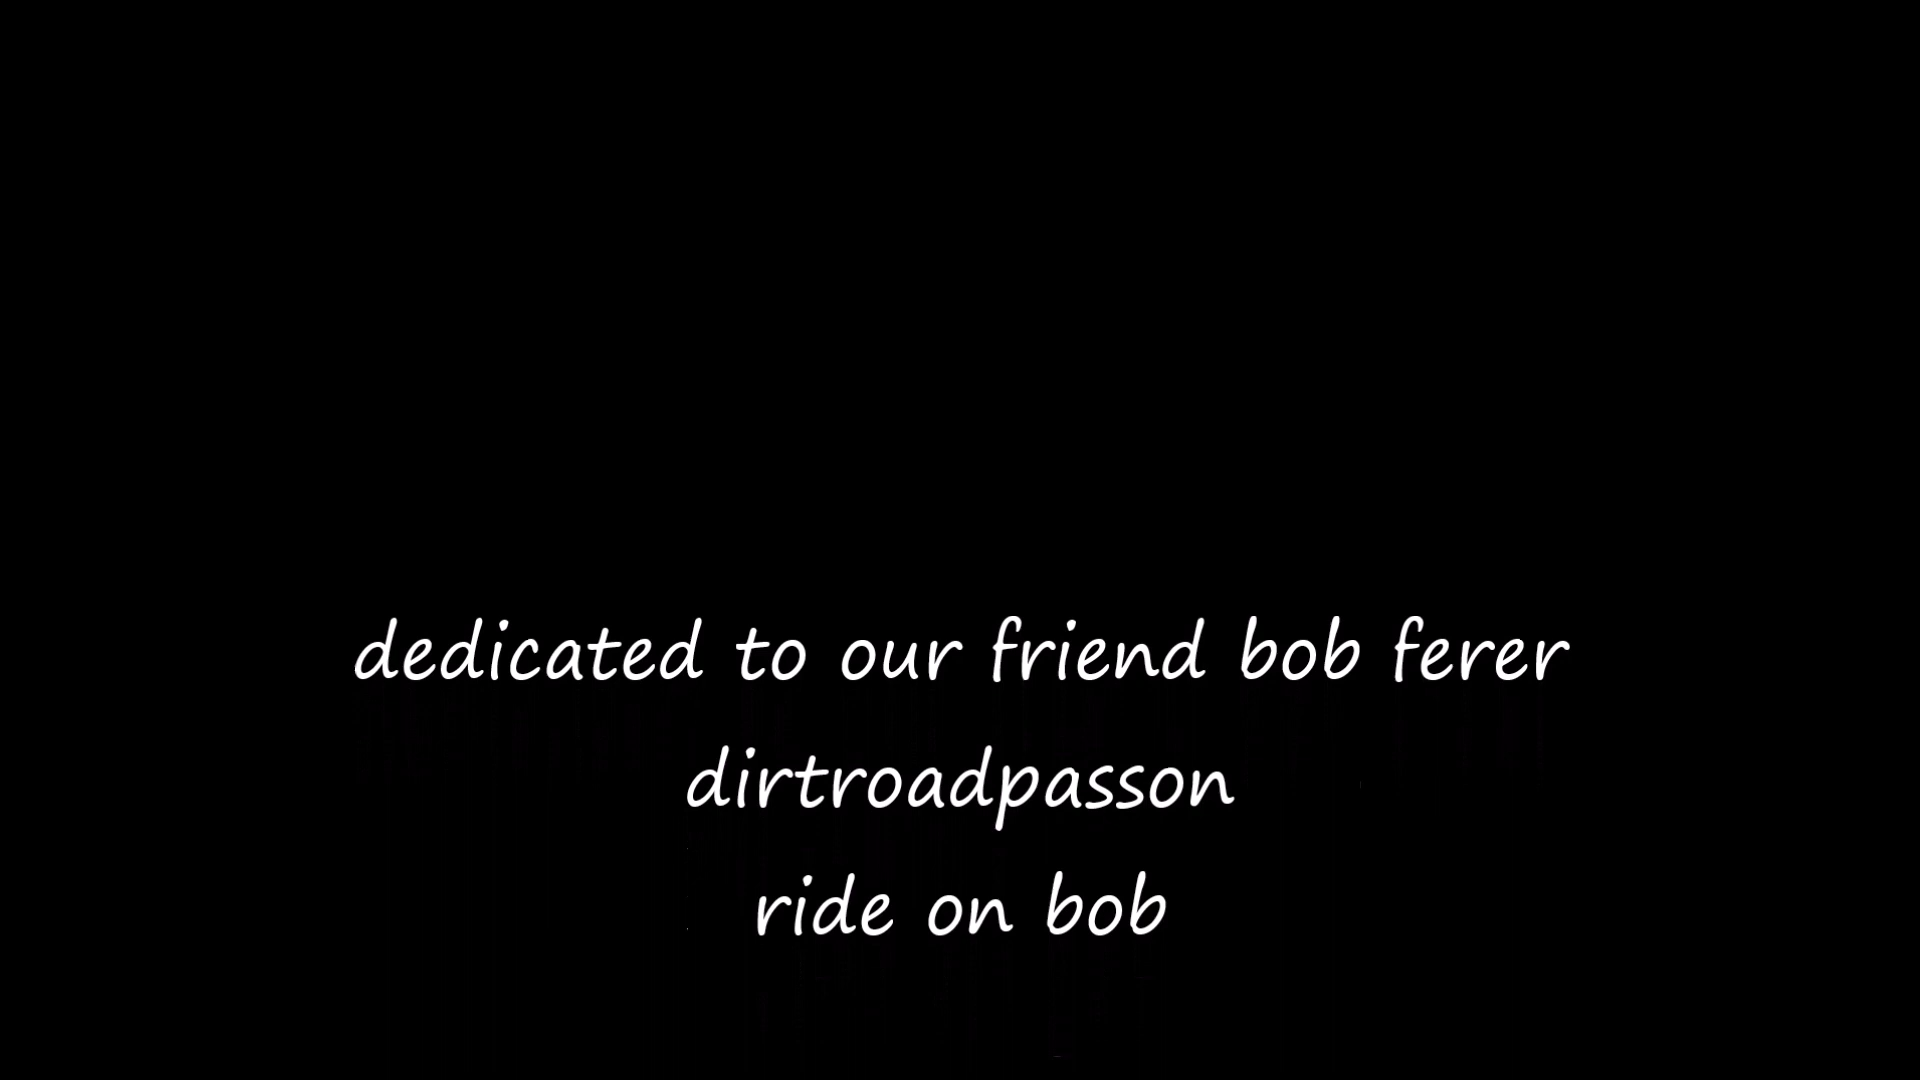 dedicated to our friend bob ferer
dirtroadpasson
ride on bob